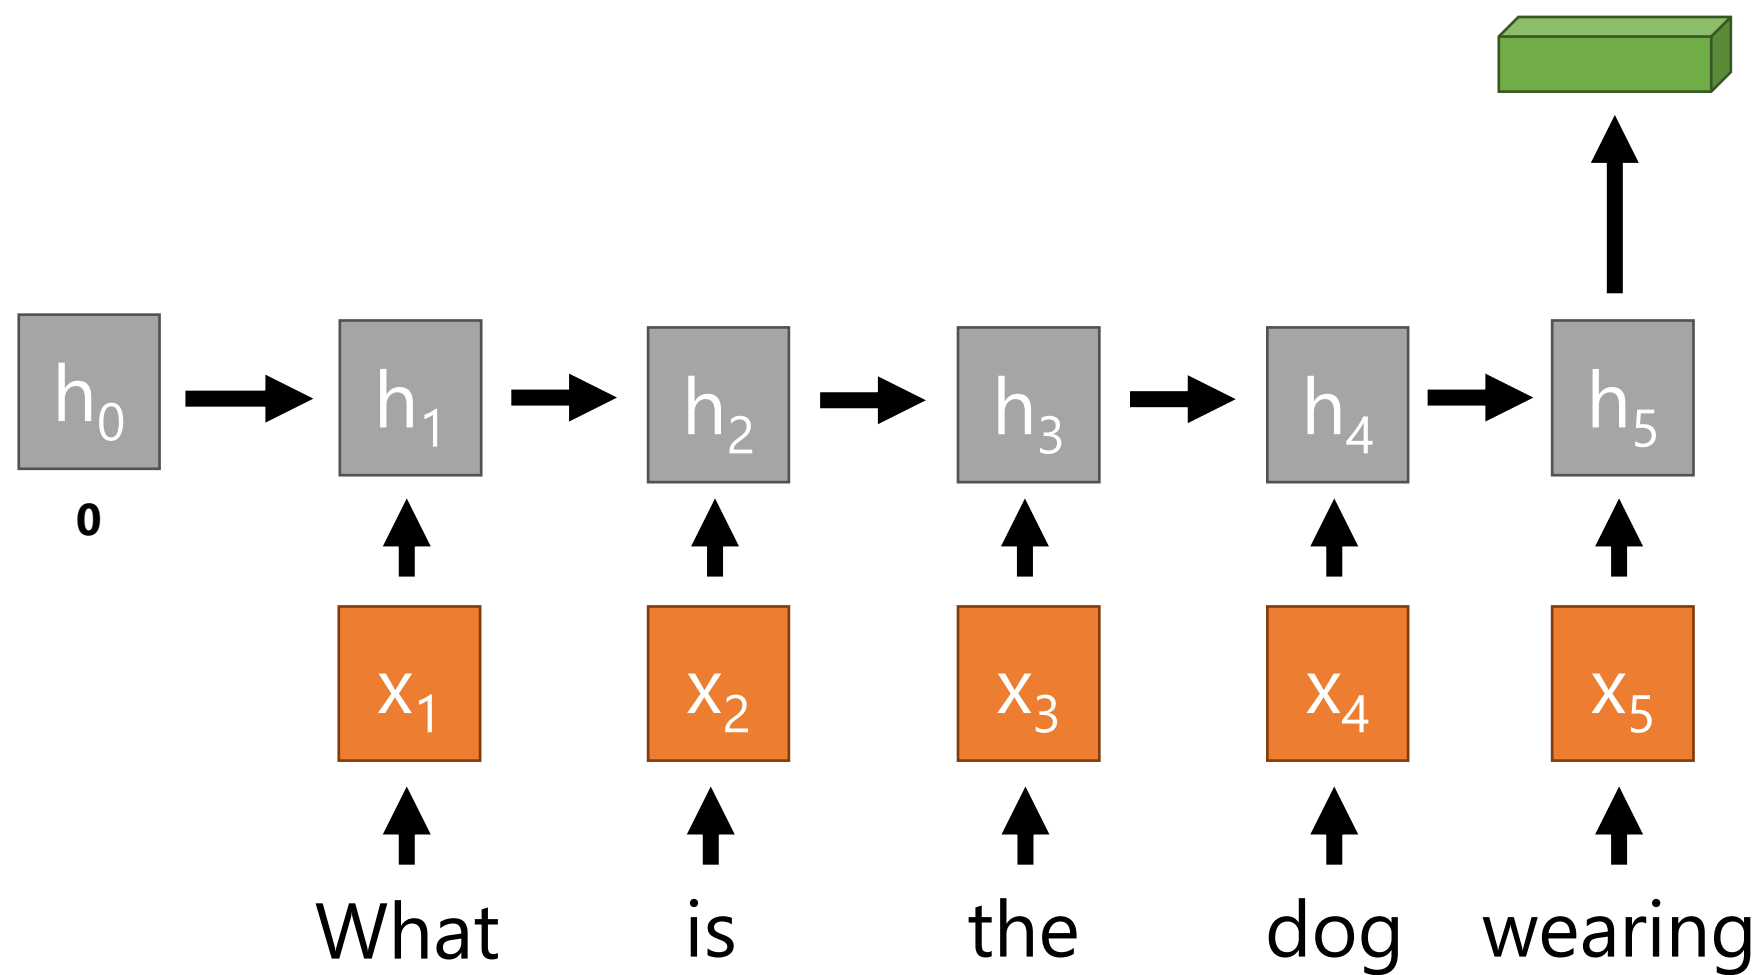 h₀ h₁ h₂ h₃ h₄ h₅
0
x₁ x₂ x₃ x₄ x₅
What is the dog wearing